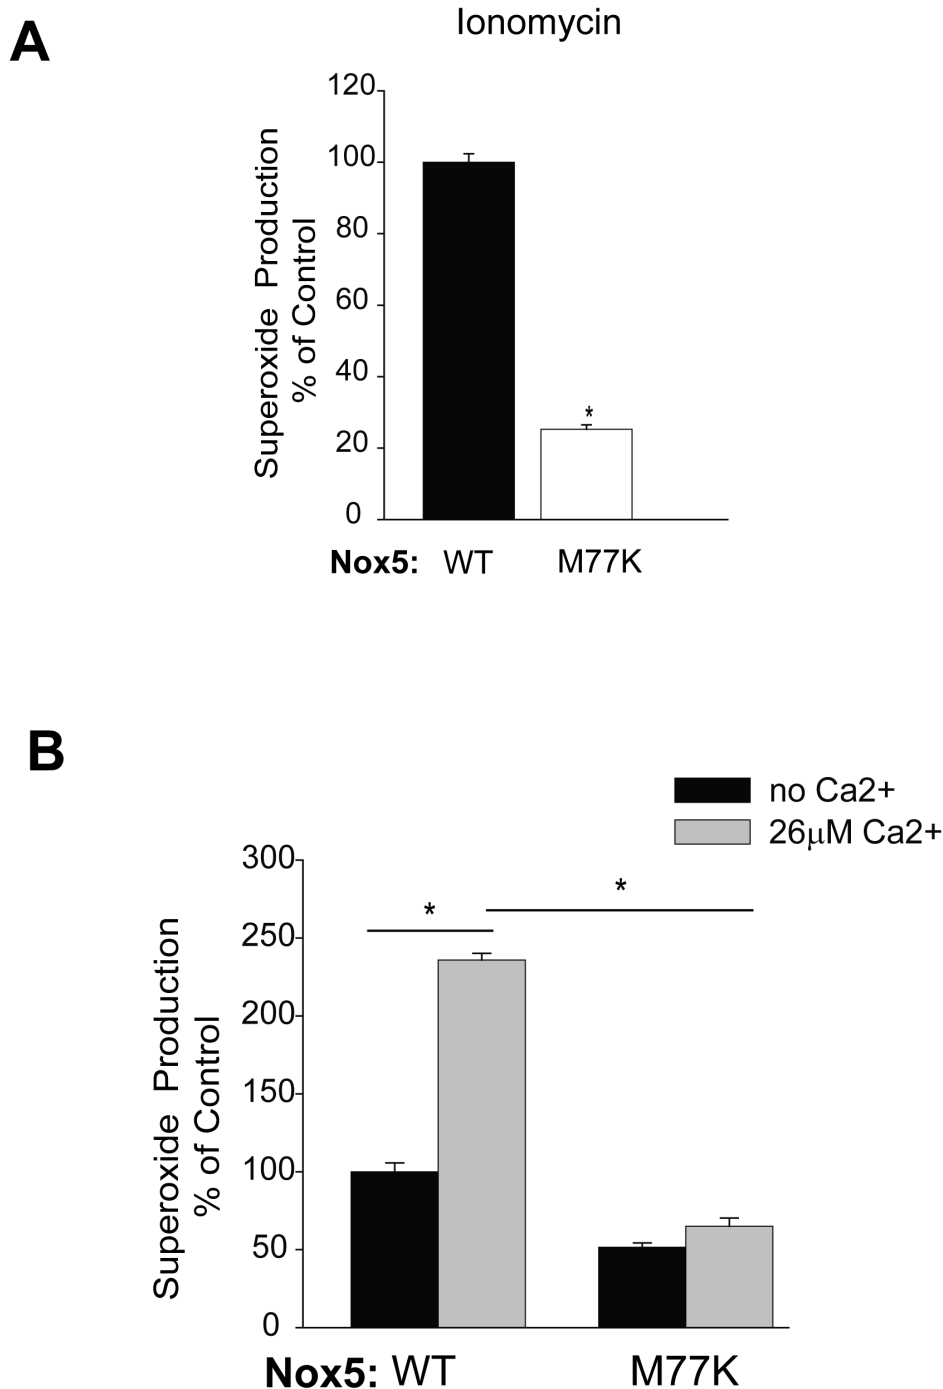 A
Ionomycin
Superoxide Production
% of Control
120
100
80
60
40
20
0
*
Nox5: WT M77K
B
no Ca2+
26μM Ca2+
Superoxide Production
% of Control
300
250
200
150
100
50
0
* *
Nox5: WT M77K